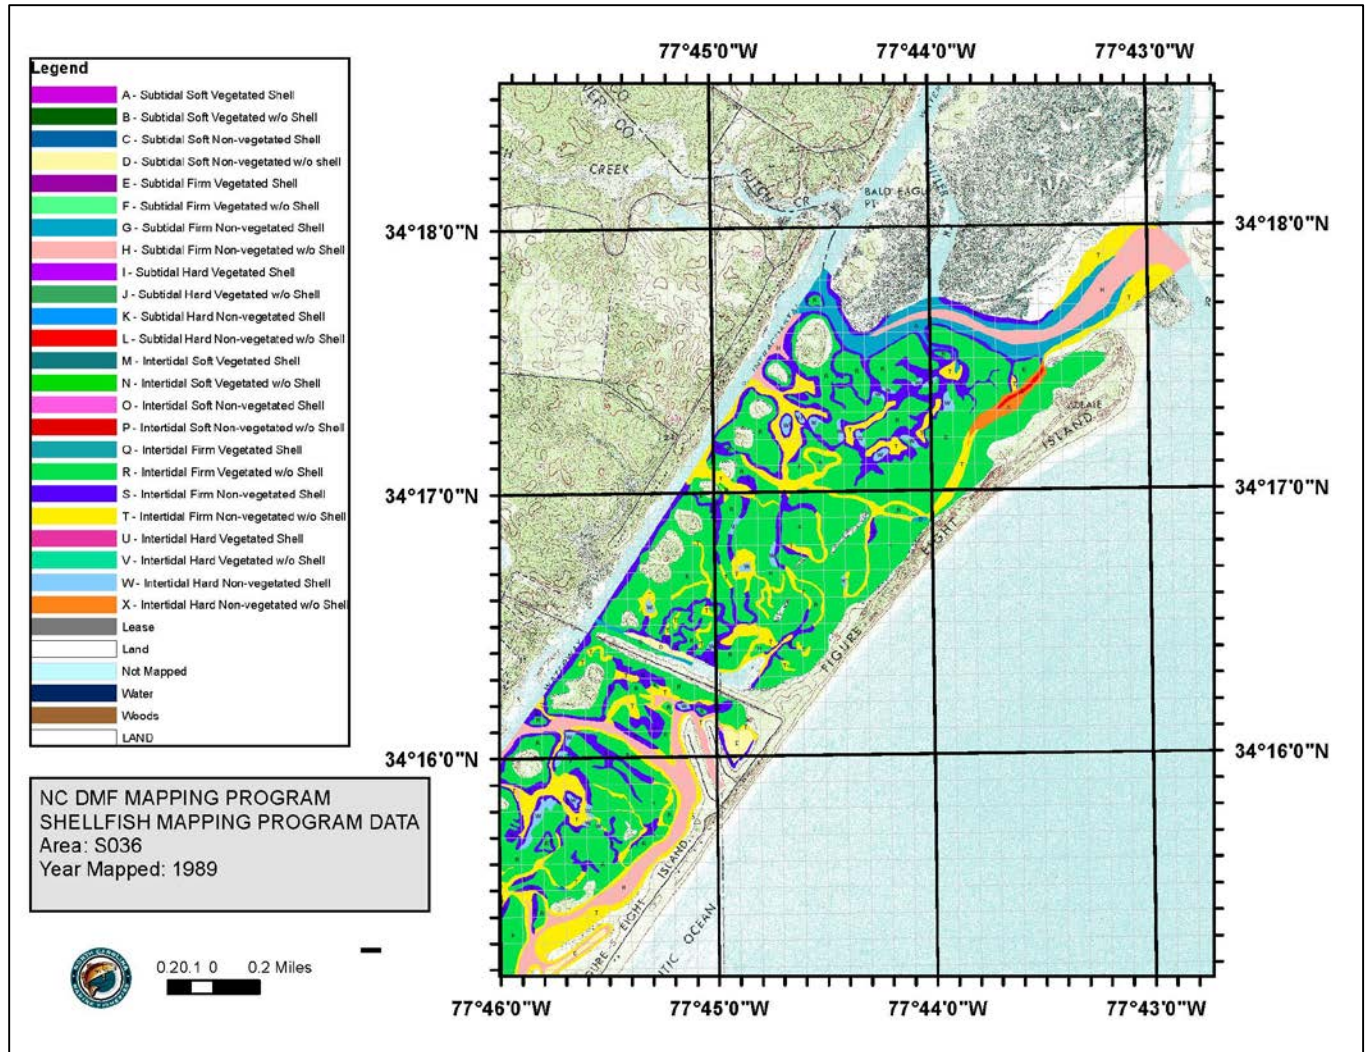 77°45'0"W 77°44'0"W 77°43'0"W
Legend
A - Subtidal Soft Vegetated Shell
B - Subtidal Soft Vegetated w/o Shell
C - Subtidal Soft Non-vegetated Shell
D - Subtidal Soft Non-vegetated w/o shell
E - Subtidal Firm Vegetated Shell
F - Subtidal Firm Vegetated w/o Shell
G - Subtidal Firm Non-vegetated Shell
H - Subtidal Firm Non-vegetated w/o Shell
I - Subtidal Hard Vegetated Shell
J - Subtidal Hard Vegetated w/o Shell
K - Subtidal Hard Non-vegetated Shell
L - Subtidal Hard Non-vegetated w/o Shell
M - Intertidal Soft Vegetated Shell
N - Intertidal Soft Vegetated w/o Shell
O - Intertidal Soft Non-vegetated Shell
P - Intertidal Soft Non-vegetated w/o Shell
Q - Intertidal Firm Vegetated Shell
R - Intertidal Firm Vegetated w/o Shell
S - Intertidal Firm Non-vegetated Shell
T - Intertidal Firm Non-vegetated w/o Shell
U - Intertidal Hard Vegetated Shell
V - Intertidal Hard Vegetated w/o Shell
W - Intertidal Hard Non-vegetated Shell
X - Intertidal Hard Non-vegetated w/o Shell
Lease
Land
Not Mapped
Water
Woods
LAND
NC DMF MAPPING PROGRAM
SHELLFISH MAPPING PROGRAM DATA
Area: S036
Year Mapped: 1989
0.20.1 0 0.2 Miles
34°18'0"N 34°18'0"N
34°17'0"N 34°17'0"N
34°16'0"N 34°16'0"N
CO
CO
CREEK
FUTCH CR
BALD EAGLE
PT
ISLAND
FIGURE EIGHT
EIGHT ISLAND
OCEAN
77°46'0"W 77°45'0"W 77°44'0"W 77°43'0"W